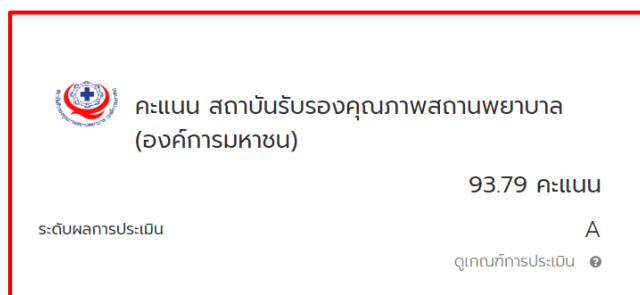 คะแนน สถาบันรับรองคุณภาพสถานพยาบาล
(องค์การมหาชน)
93.79 คะแนน
ระดับผลการประเมิน A
ดูเกณฑ์การประเมิน